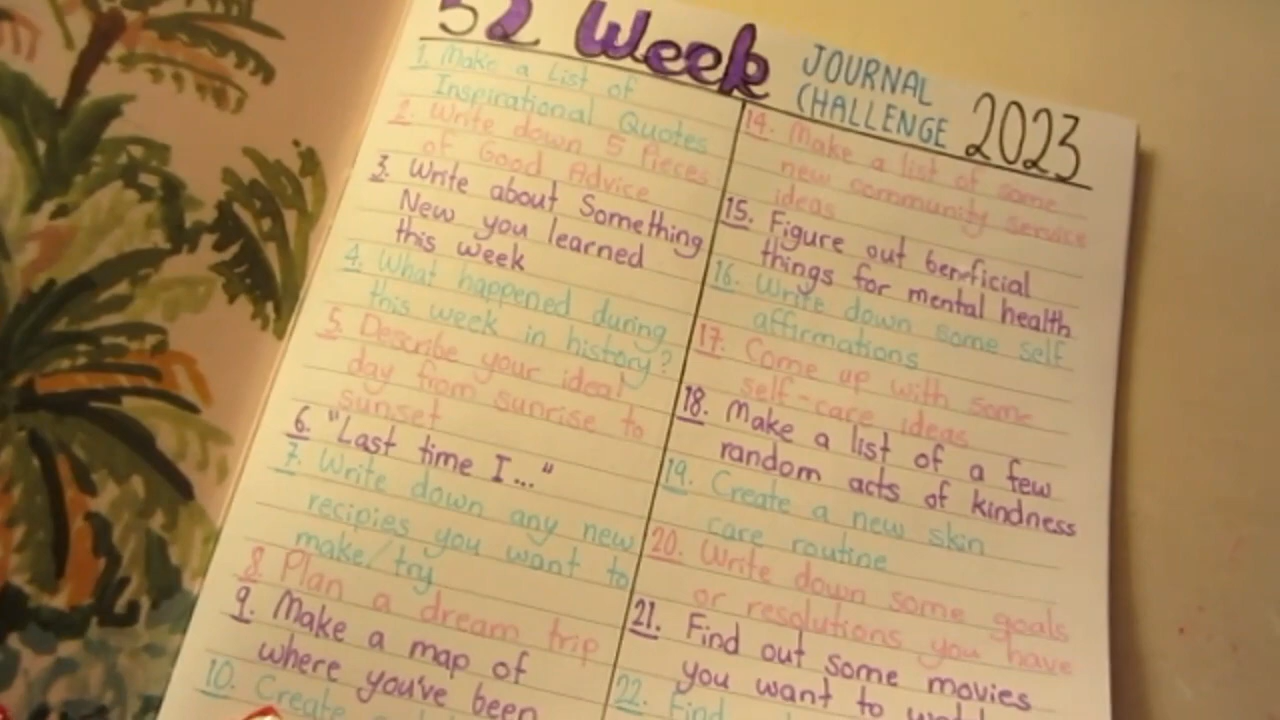 52 Week
JOURNAL
CHALLENGE
2023
1. Make a List of
Inspirational Quotes
2. Write down 5 Pieces
of Good Advice
3. Write about Something
New you learned
this week
4. What happened during
this week in history?
5. Describe your ideal
day from sunrise to
sunset
6. "Last time I..."
7. Write down any new
recipies you want to
make/try
8. Plan a dream trip
9. Make a map of
where you've been
10. Create
14. Make a list of some
new community service
ideas
15. Figure out beneficial
things for mental health
16. Write down some self
affirmations
17. Come up with some
self-care ideas
18. Make a list of a few
random acts of kindness
19. Create a new skin
care routine
20. Write down some goals
or resolutions you have
21. Find out some movies
you want to
22. Find